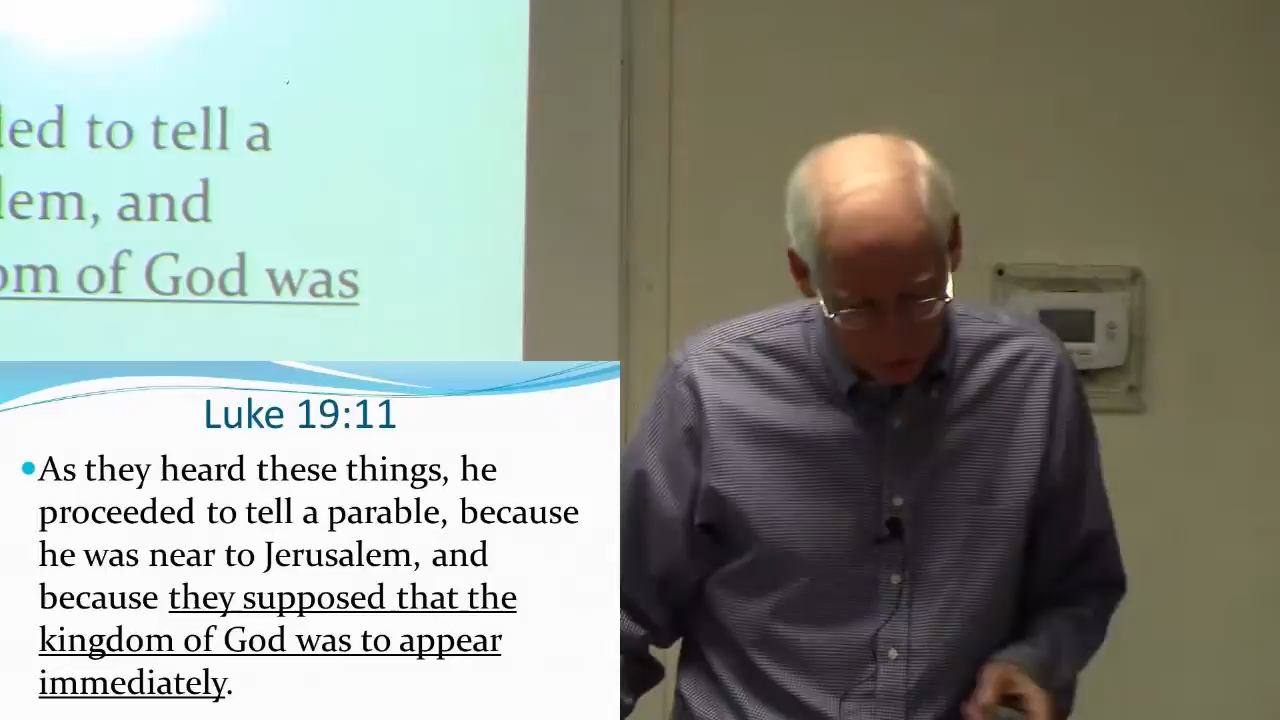 led to tell a
lem, and
om of God was
Luke 19:11
•As they heard these things, he
proceeded to tell a parable, because
he was near to Jerusalem, and
because they supposed that the
kingdom of God was to appear
immediately.